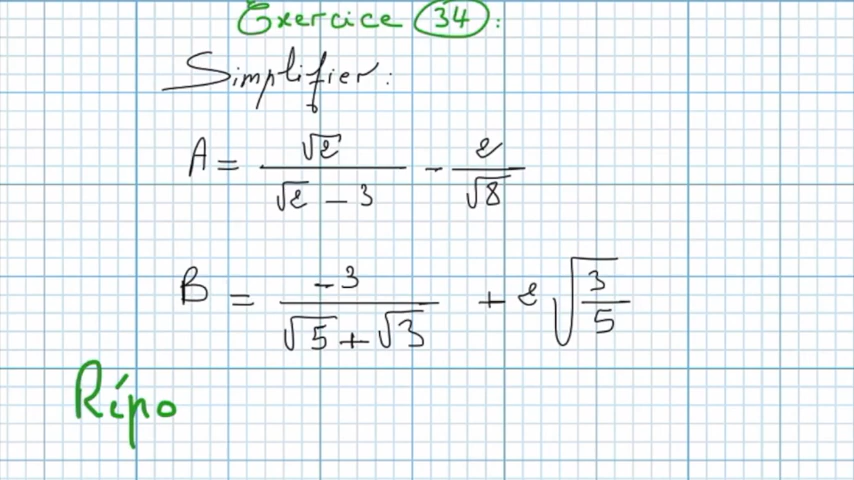 Exercice 34 :
Simplifier :
A = √2 / (√2 - 3) - 2 / √8
B = -3 / (√5 + √3) + 2 √(3/5)
Répo